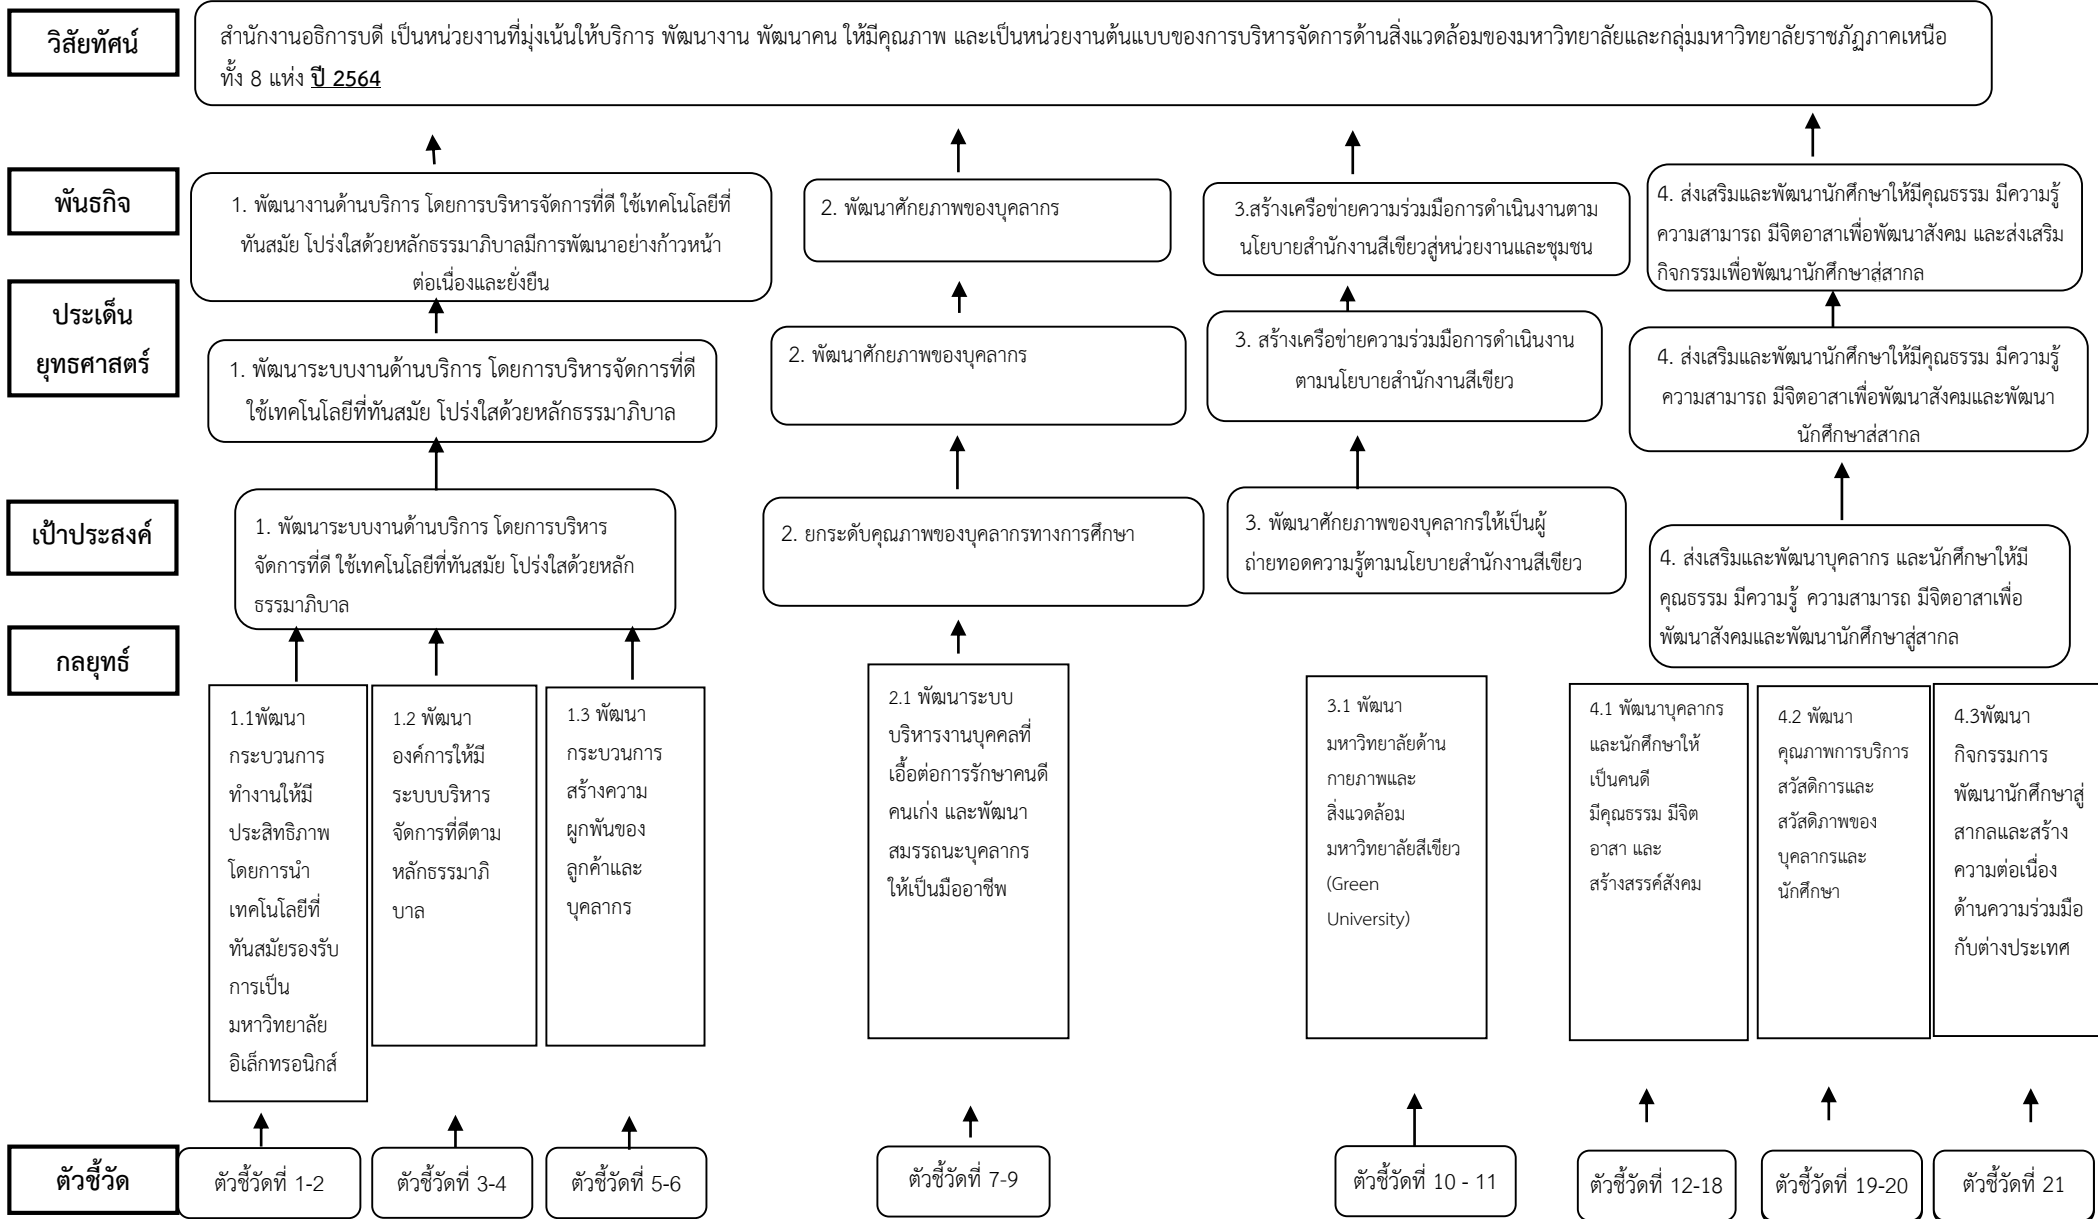 วิสัยทัศน์
สำนักงานอธิการบดี เป็นหน่วยงานที่มุ่งเน้นให้บริการ พัฒนางาน พัฒนาคน ให้มีคุณภาพ และเป็นหน่วยงานต้นแบบของการบริหารจัดการด้านสิ่งแวดล้อมของมหาวิทยาลัยและกลุ่มมหาวิทยาลัยราชภัฏภาคเหนือ
ทั้ง 8 แห่ง ปี 2564
พันธกิจ
1. พัฒนางานด้านบริการ โดยการบริหารจัดการที่ดี ใช้เทคโนโลยีที่
ทันสมัย โปร่งใสด้วยหลักธรรมาภิบาลมีการพัฒนาอย่างก้าวหน้า
ต่อเนื่องและยั่งยืน
2. พัฒนาศักยภาพของบุคลากร
3.สร้างเครือข่ายความร่วมมือการดำเนินงานตาม
นโยบายสำนักงานสีเขียวสู่หน่วยงานและชุมชน
4. ส่งเสริมและพัฒนานักศึกษาให้มีคุณธรรม มีความรู้
ความสามารถ มีจิตอาสาเพื่อพัฒนาสังคม และส่งเสริม
กิจกรรมเพื่อพัฒนานักศึกษาสู่สากล
ประเด็น
ยุทธศาสตร์
1. พัฒนาระบบงานด้านบริการ โดยการบริหารจัดการที่ดี
ใช้เทคโนโลยีที่ทันสมัย โปร่งใสด้วยหลักธรรมาภิบาล
2. พัฒนาศักยภาพของบุคลากร
3. สร้างเครือข่ายความร่วมมือการดำเนินงาน
ตามนโยบายสำนักงานสีเขียว
4. ส่งเสริมและพัฒนานักศึกษาให้มีคุณธรรม มีความรู้
ความสามารถ มีจิตอาสาเพื่อพัฒนาสังคมและพัฒนา
นักศึกษาสู่สากล
เป้าประสงค์
1. พัฒนาระบบงานด้านบริการ โดยการบริหาร
จัดการที่ดี ใช้เทคโนโลยีที่ทันสมัย โปร่งใสด้วยหลัก
ธรรมาภิบาล
2. ยกระดับคุณภาพของบุคลากรทางการศึกษา
3. พัฒนาศักยภาพของบุคลากรให้เป็นผู้
ถ่ายทอดความรู้ตามนโยบายสำนักงานสีเขียว
4. ส่งเสริมและพัฒนาบุคลากร และนักศึกษาให้มี
คุณธรรม มีความรู้ ความสามารถ มีจิตอาสาเพื่อ
พัฒนาสังคมและพัฒนานักศึกษาสู่สากล
กลยุทธ์
1.1พัฒนา
กระบวนการ
ทำงานให้มี
ประสิทธิภาพ
โดยการนำ
เทคโนโลยีที่
ทันสมัยรองรับ
การเป็น
มหาวิทยาลัย
อิเล็กทรอนิกส์
1.2 พัฒนา
องค์การให้มี
ระบบบริหาร
จัดการที่ดีตาม
หลักธรรมาภิ
บาล
1.3 พัฒนา
กระบวนการ
สร้างความ
ผูกพันของ
ลูกค้าและ
บุคลากร
2.1 พัฒนาระบบ
บริหารงานบุคคลที่
เอื้อต่อการรักษาคนดี
คนเก่ง และพัฒนา
สมรรถนะบุคลากร
ให้เป็นมืออาชีพ
3.1 พัฒนา
มหาวิทยาลัยด้าน
กายภาพและ
สิ่งแวดล้อม
มหาวิทยาลัยสีเขียว
(Green
University)
4.1 พัฒนาบุคลากร
และนักศึกษาให้
เป็นคนดี
มีคุณธรรม มีจิต
อาสา และ
สร้างสรรค์สังคม
4.2 พัฒนา
คุณภาพการบริการ
สวัสดิการและ
สวัสดิภาพของ
บุคลากรและ
นักศึกษา
4.3พัฒนา
กิจกรรมการ
พัฒนานักศึกษาสู่
สากลและสร้าง
ความต่อเนื่อง
ด้านความร่วมมือ
กับต่างประเทศ
ตัวชี้วัด
ตัวชี้วัดที่ 1-2
ตัวชี้วัดที่ 3-4
ตัวชี้วัดที่ 5-6
ตัวชี้วัดที่ 7-9
ตัวชี้วัดที่ 10 - 11
ตัวชี้วัดที่ 12-18
ตัวชี้วัดที่ 19-20
ตัวชี้วัดที่ 21